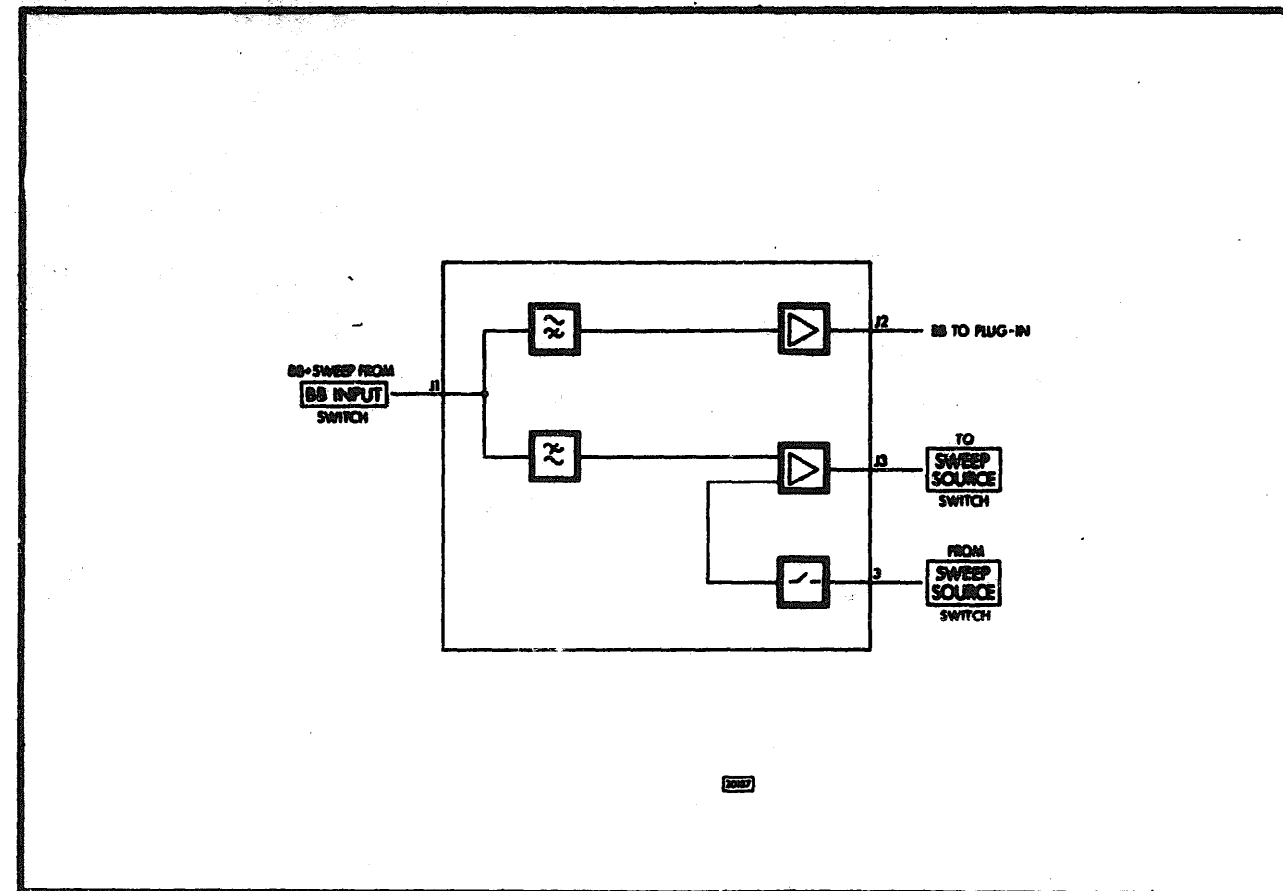 BB+SWEEP FROM
BB INPUT
SWITCH
J1
J2
BB TO PLUG-IN
J3
TO
SWEEP
SOURCE
SWITCH
3
FROM
SWEEP
SOURCE
SWITCH